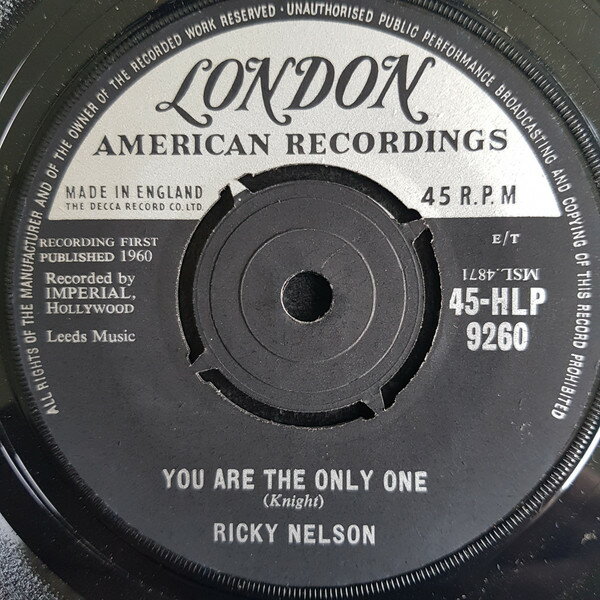 ALL RIGHTS OF THE MANUFACTURER AND OF THE OWNER OF THE RECORDED WORK RESERVED · UNAUTHORISED PUBLIC PERFORMANCE BROADCASTING AND COPYING OF THIS RECORD PROHIBITED
LONDON
AMERICAN RECORDINGS
MADE IN ENGLAND
THE DECCA RECORD CO. LTD.
45 R.P.M
RECORDING FIRST
PUBLISHED 1960
Recorded by
IMPERIAL,
HOLLYWOOD
Leeds Music
E/T
MSL.4871
45-HLP
9260
YOU ARE THE ONLY ONE
(Knight)
RICKY NELSON